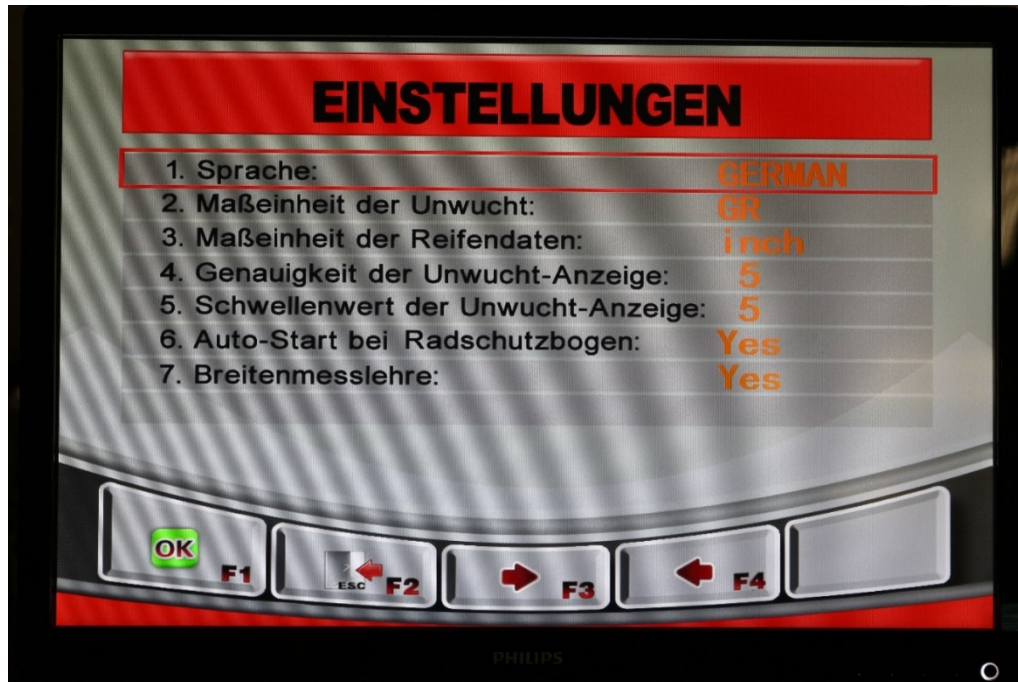 EINSTELLUNGEN
1. Sprache: GERMAN
2. Maßeinheit der Unwucht: GR
3. Maßeinheit der Reifendaten: inch
4. Genauigkeit der Unwucht-Anzeige: 5
5. Schwellenwert der Unwucht-Anzeige: 5
6. Auto-Start bei Radschutzbogen: Yes
7. Breitenmesslehre: Yes
OK F1 ESC F2 F3 F4
PHILIPS